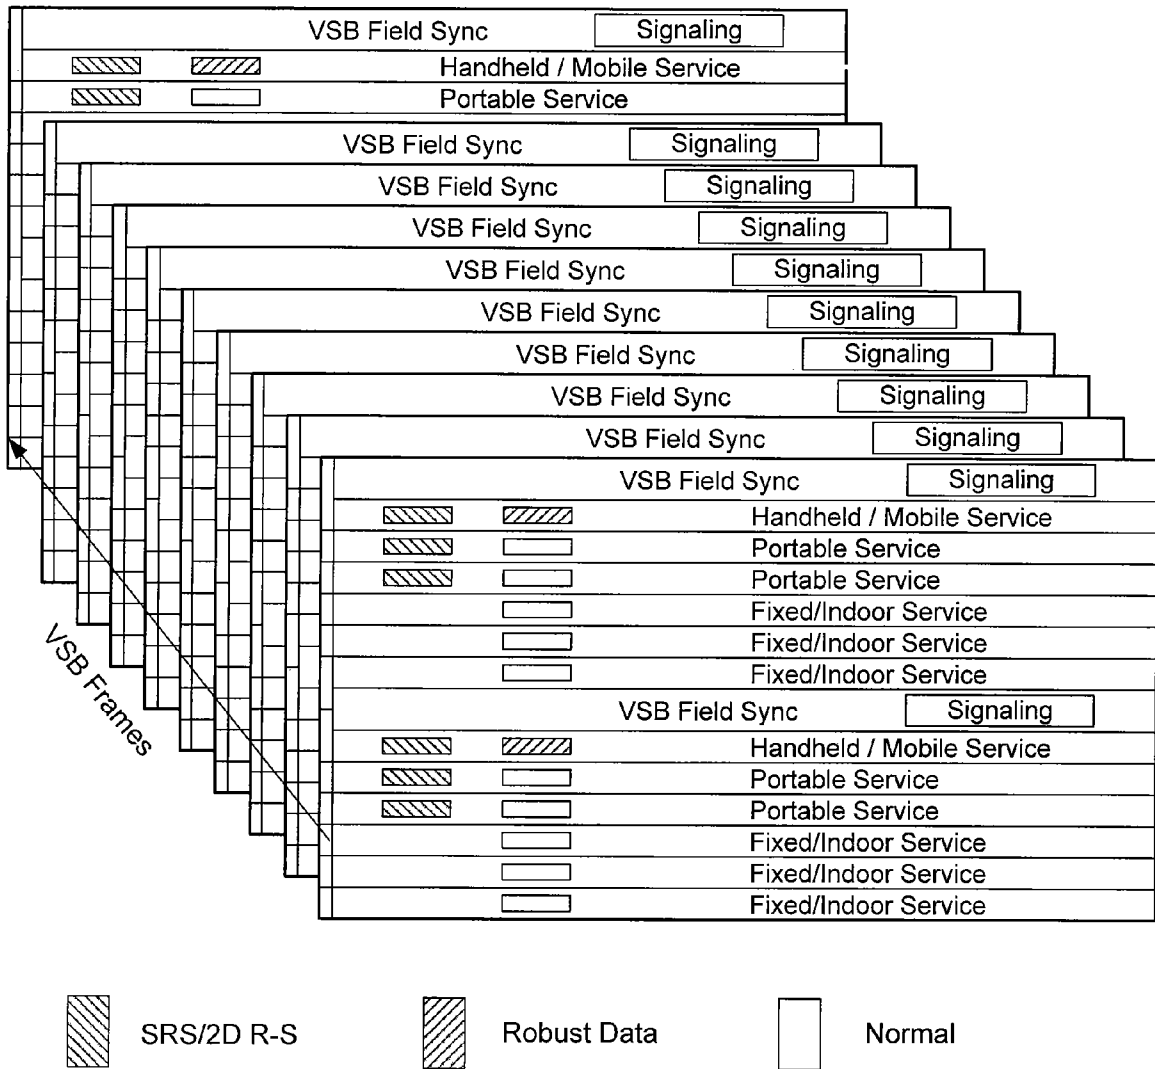 VSB Field Sync Signaling
Handheld / Mobile Service
Portable Service
VSB Field Sync Signaling
VSB Field Sync Signaling
VSB Field Sync Signaling
VSB Field Sync Signaling
VSB Field Sync Signaling
VSB Field Sync Signaling
VSB Field Sync Signaling
VSB Field Sync Signaling
VSB Field Sync Signaling
Handheld / Mobile Service
Portable Service
Portable Service
Fixed/Indoor Service
Fixed/Indoor Service
Fixed/Indoor Service
VSB Field Sync Signaling
Handheld / Mobile Service
Portable Service
Portable Service
Fixed/Indoor Service
Fixed/Indoor Service
Fixed/Indoor Service
VSB Frames
SRS/2D R-S Robust Data Normal